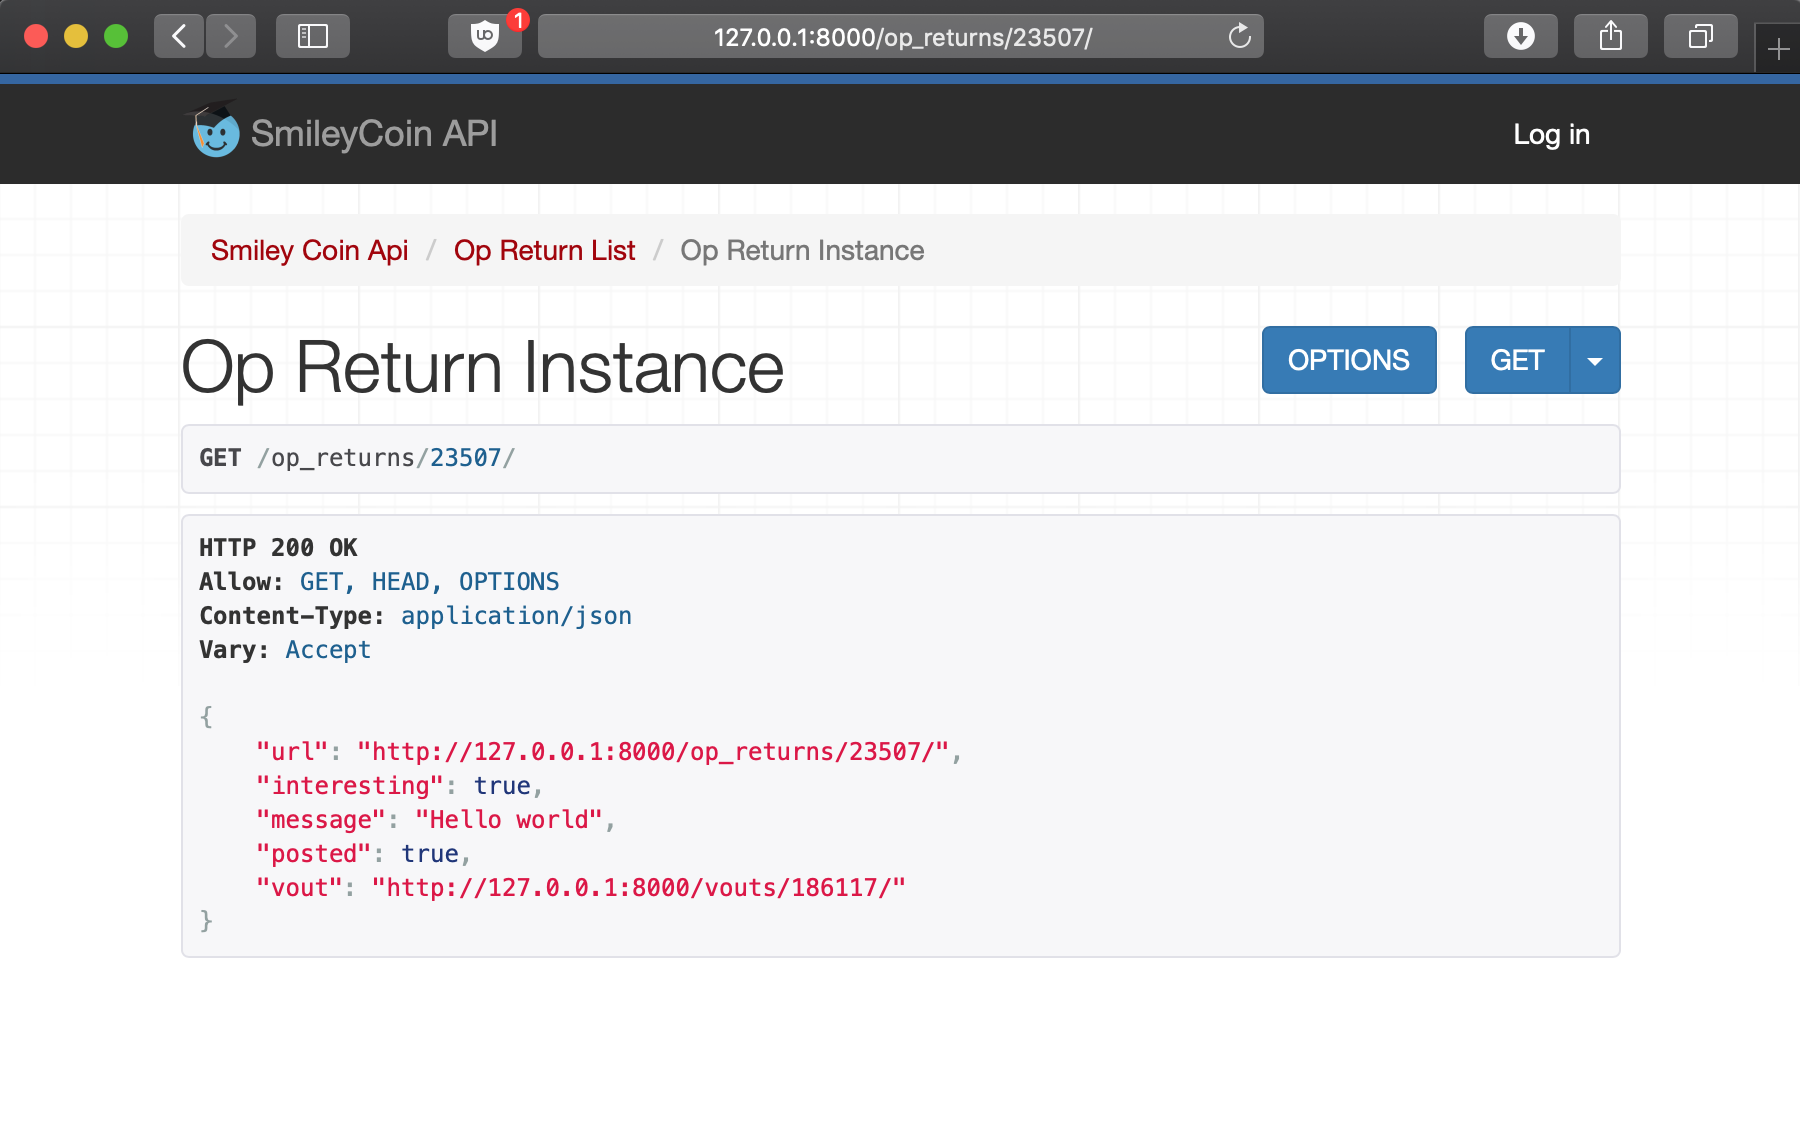 1
127.0.0.1:8000/op_returns/23507/
SmileyCoin API
Log in
Smiley Coin Api / Op Return List / Op Return Instance
Op Return Instance
OPTIONS
GET
GET /op_returns/23507/
HTTP 200 OK
Allow: GET, HEAD, OPTIONS
Content-Type: application/json
Vary: Accept
{
    "url": "http://127.0.0.1:8000/op_returns/23507/",
    "interesting": true,
    "message": "Hello world",
    "posted": true,
    "vout": "http://127.0.0.1:8000/vouts/186117/"
}